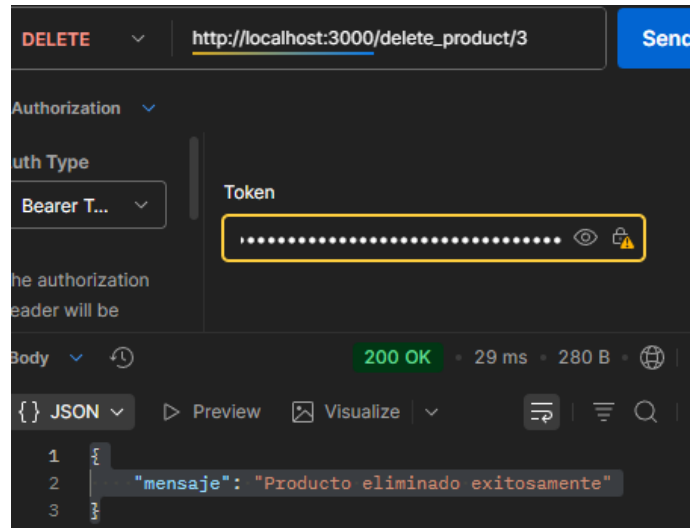 DELETE http://localhost:3000/delete_product/3 Send
Authorization
uth Type
Token
Bearer T...
he authorization
eader will be
Body 200 OK • 29 ms • 280 B •
{} JSON Preview Visualize
1 {
2 "mensaje": "Producto eliminado exitosamente"
3 }